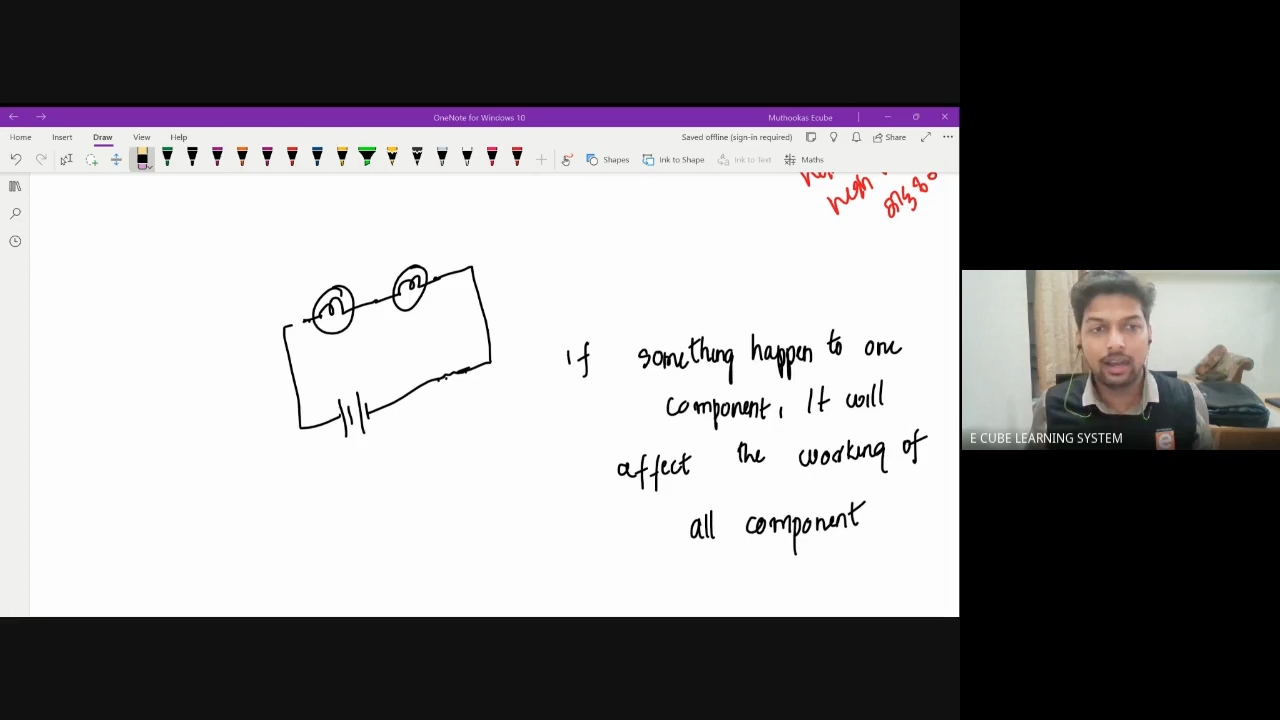 OneNote for Windows 10
Muthookas Ecube
Home Insert Draw View Help
Saved offline (sign-in required)
Share
Shapes
Ink to Shape
Ink to Text
Maths
If something happen to one
component, It will
affect the working of
all component
E CUBE LEARNING SYSTEM